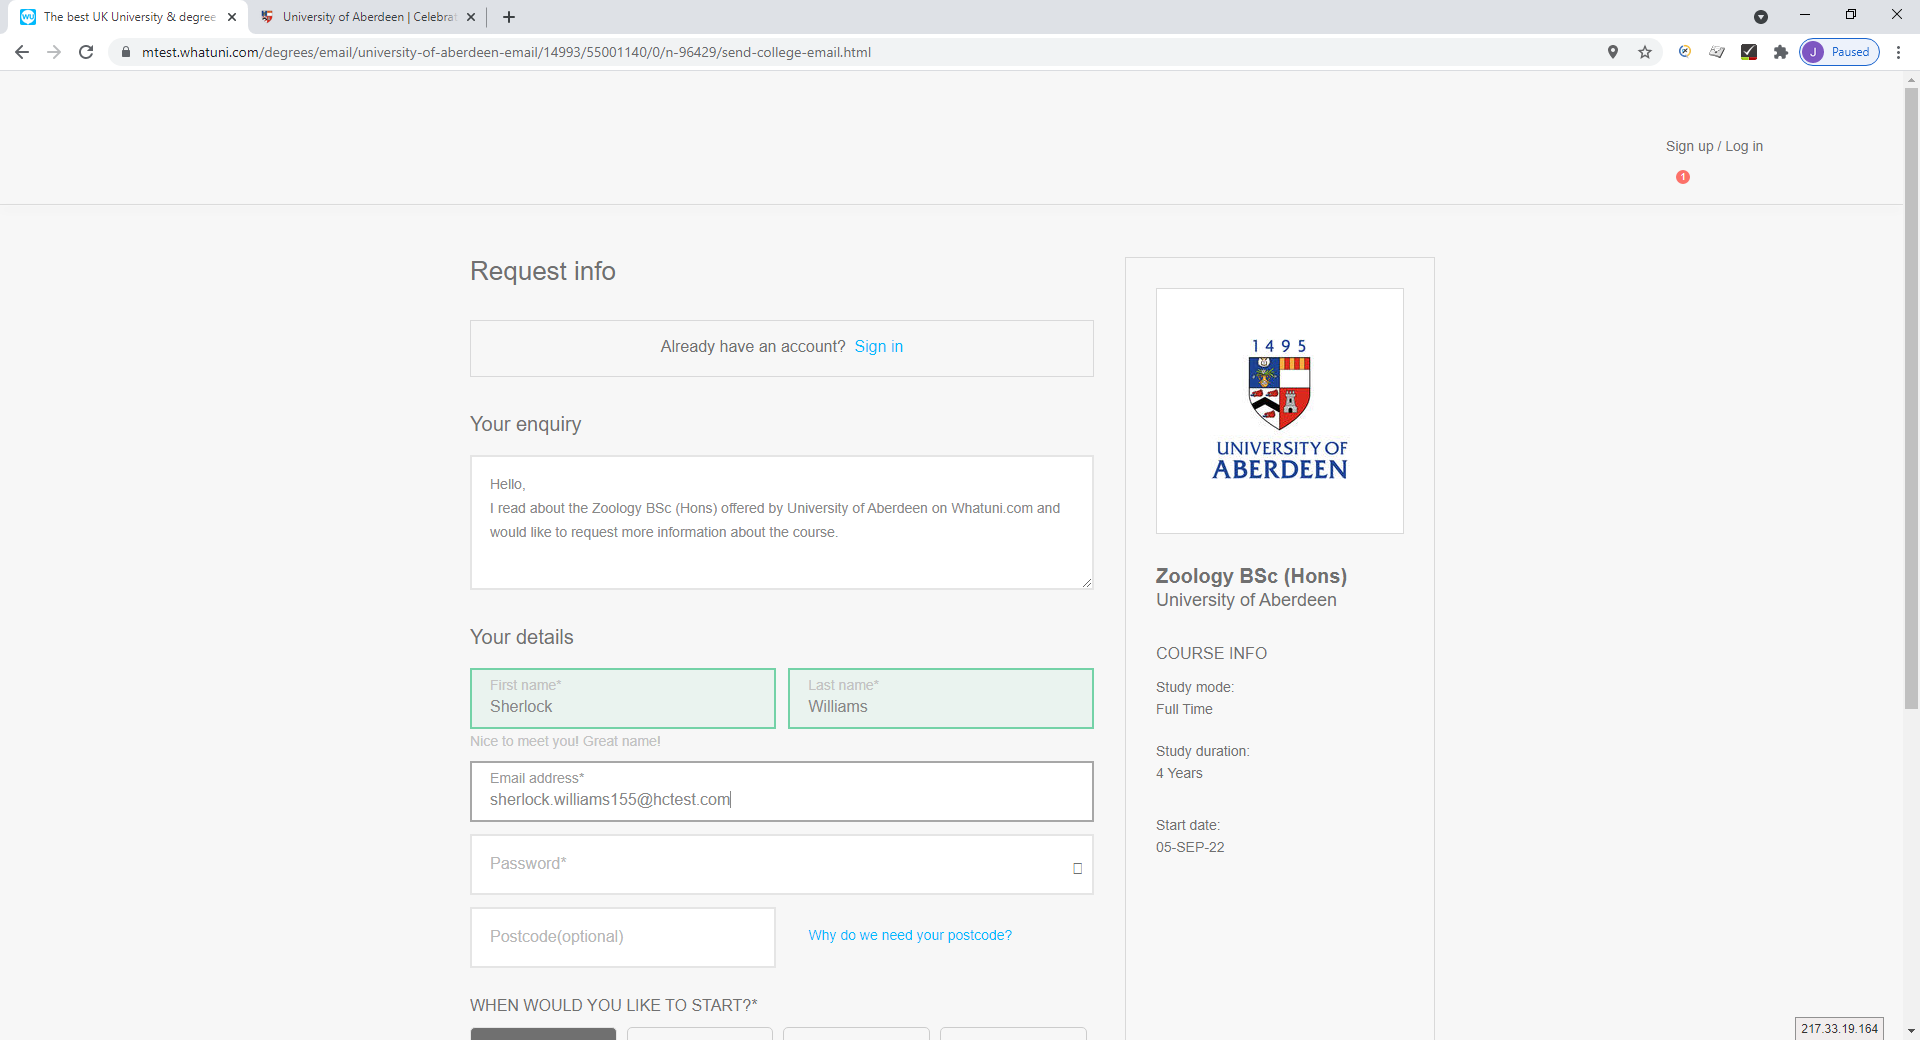 The best UK University & degree
University of Aberdeen | Celebrat
mtest.whatuni.com/degrees/email/university-of-aberdeen-email/14993/55001140/0/n-96429/send-college-email.html
J Paused
Sign up / Log in
1
Request info
Already have an account? Sign in
Your enquiry
Hello,
I read about the Zoology BSc (Hons) offered by University of Aberdeen on Whatuni.com and
would like to request more information about the course.
Your details
First name*
Sherlock
Last name*
Williams
Nice to meet you! Great name!
Email address*
sherlock.williams155@hctest.com
Password*
Postcode(optional)
Why do we need your postcode?
WHEN WOULD YOU LIKE TO START?*
1495
UNIVERSITY OF
ABERDEEN
Zoology BSc (Hons)
University of Aberdeen
COURSE INFO
Study mode:
Full Time
Study duration:
4 Years
Start date:
05-SEP-22
217.33.19.164